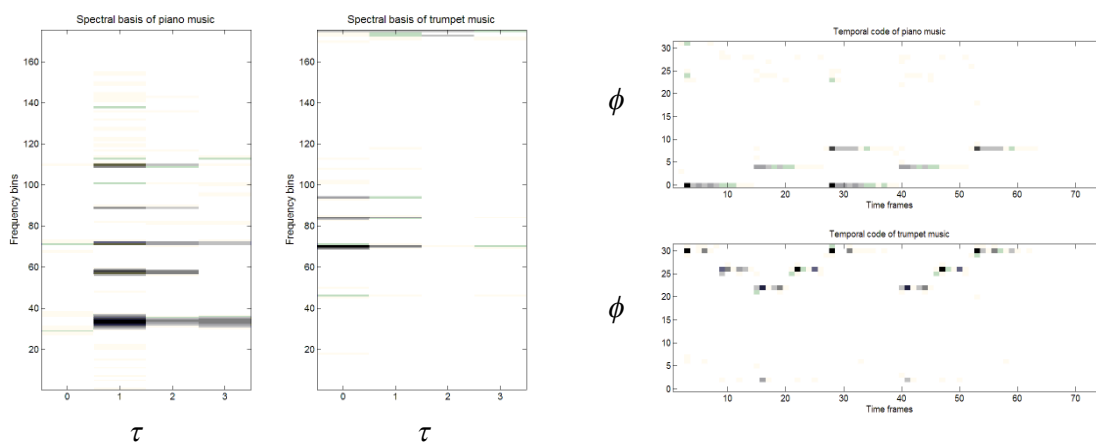 Spectral basis of piano music
Frequency bins
160
140
120
100
80
60
40
20
0 1 2 3
τ
Spectral basis of trumpet music
Frequency bins
160
140
120
100
80
60
40
20
0 1 2 3
τ
Temporal code of piano music
ϕ
30
25
20
15
10
5
0
10 20 30 40 50 60 70
Time frames
Temporal code of trumpet music
ϕ
30
25
20
15
10
5
0
10 20 30 40 50 60 70
Time frames